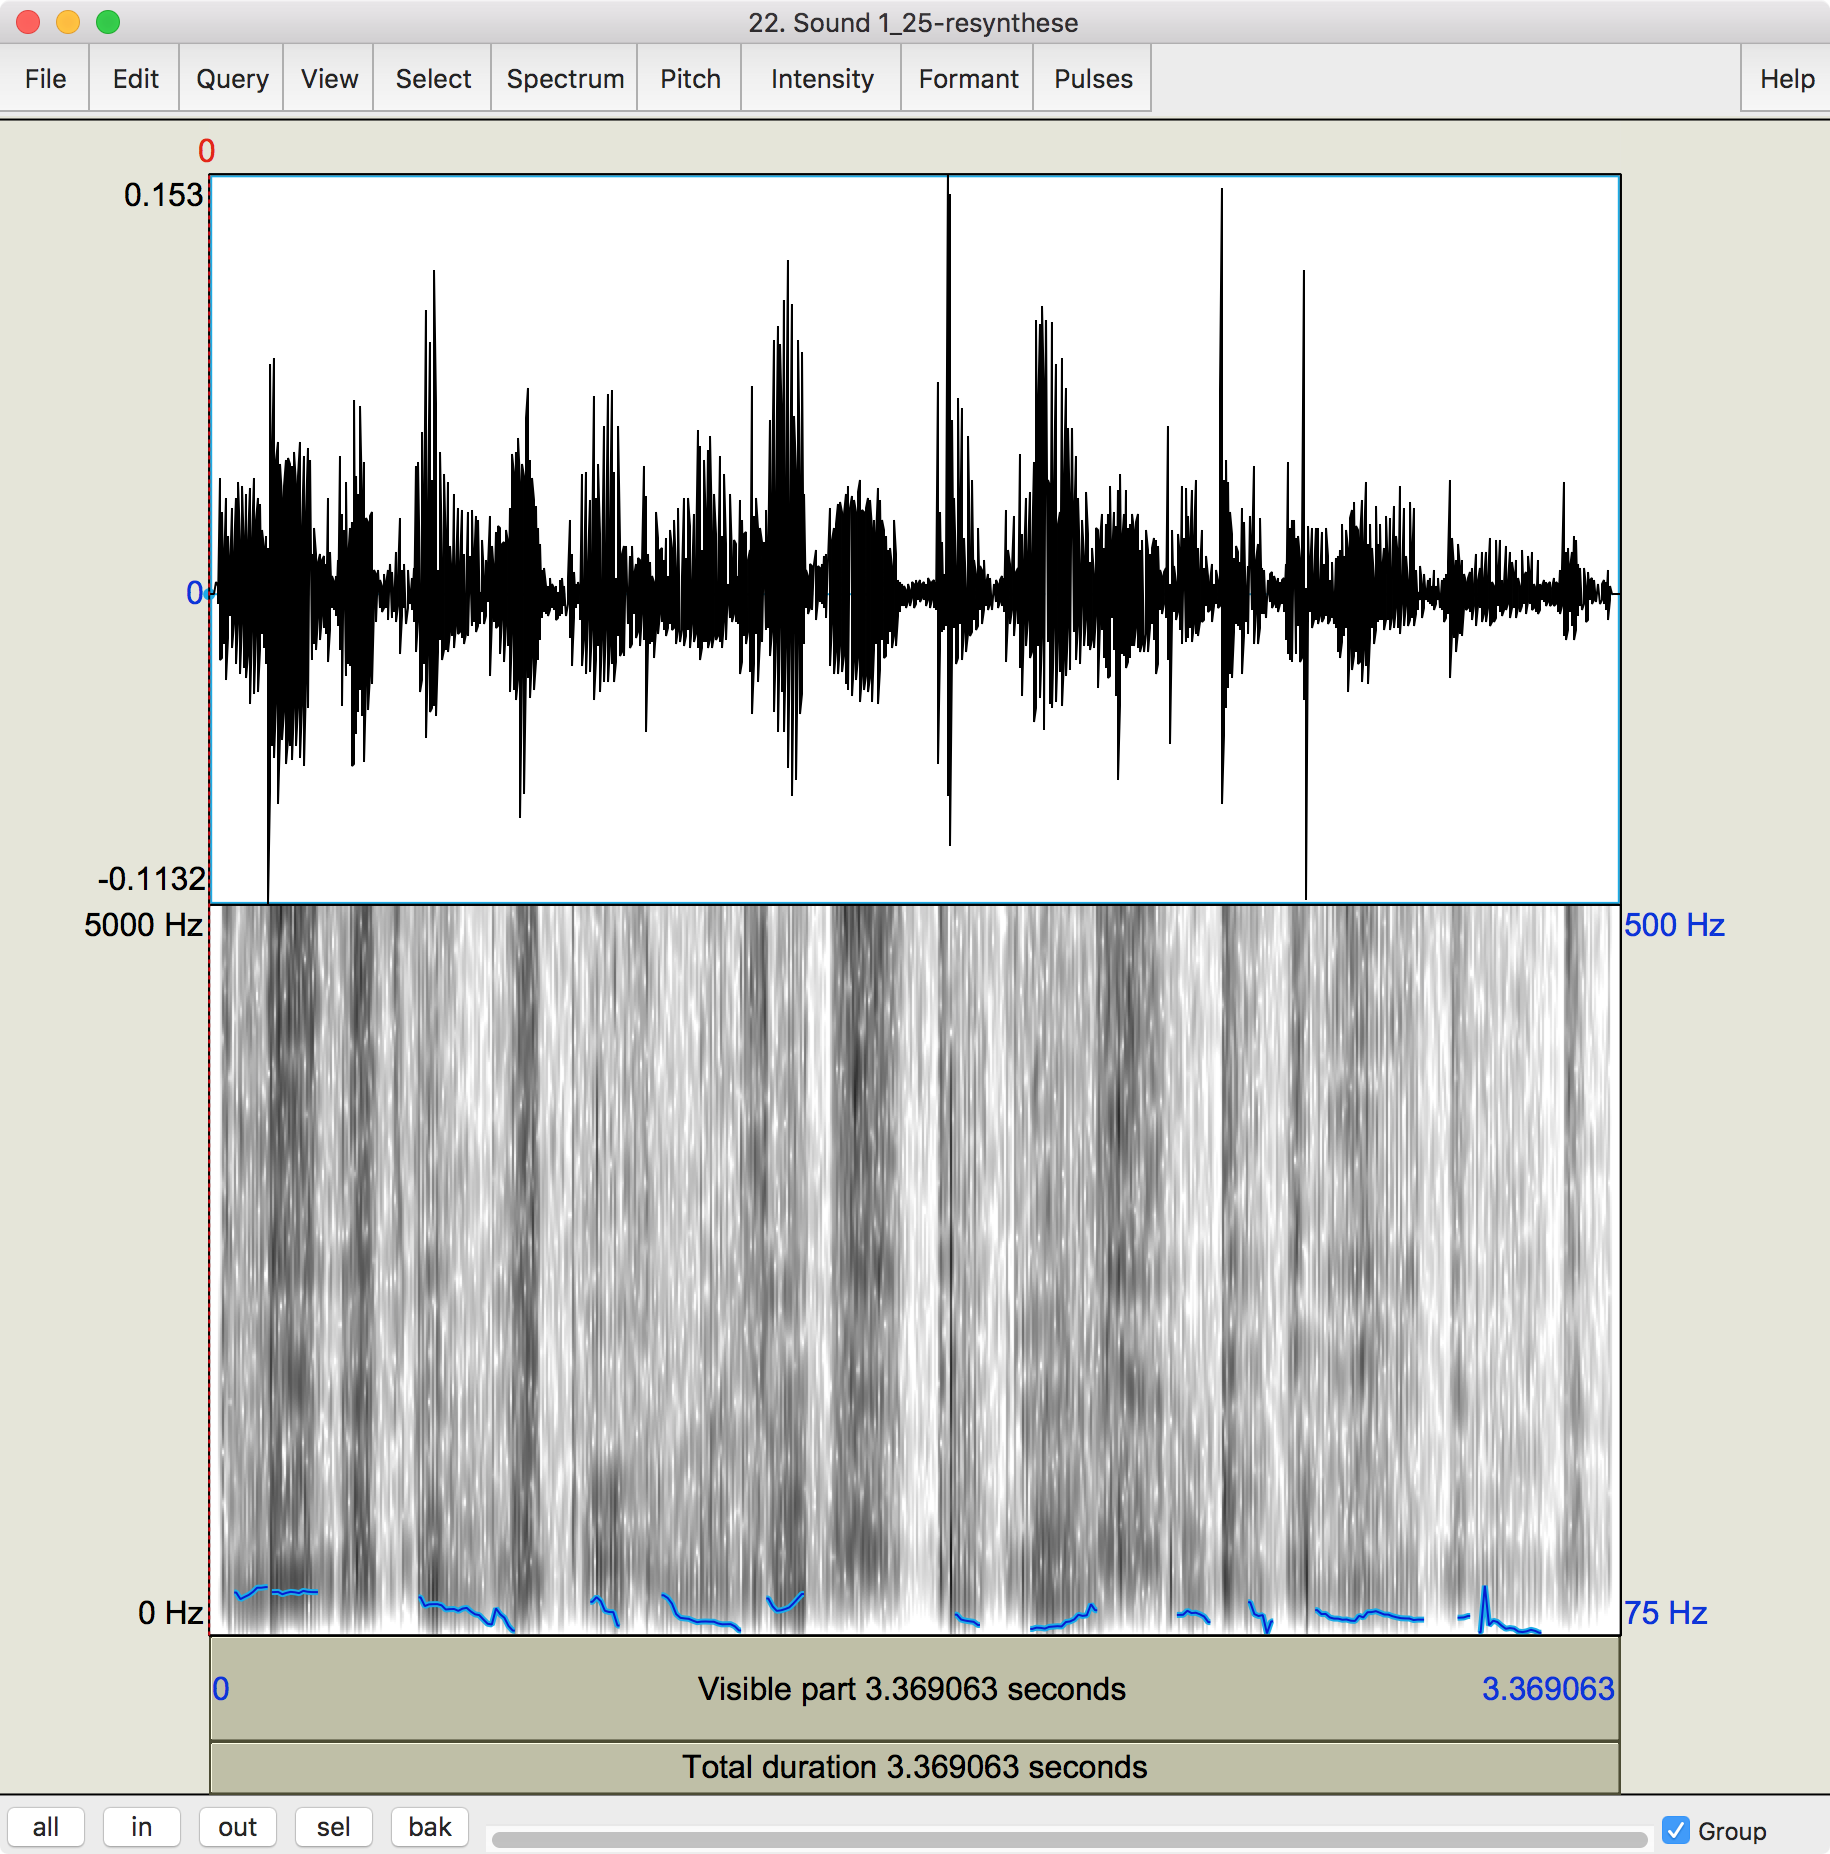 22. Sound 1_25-resynthese
File Edit Query View Select Spectrum Pitch Intensity Formant Pulses Help
0
0.153
0
-0.1132
5000 Hz 500 Hz
0 Hz 75 Hz
0 Visible part 3.369063 seconds 3.369063
Total duration 3.369063 seconds
all in out sel bak Group